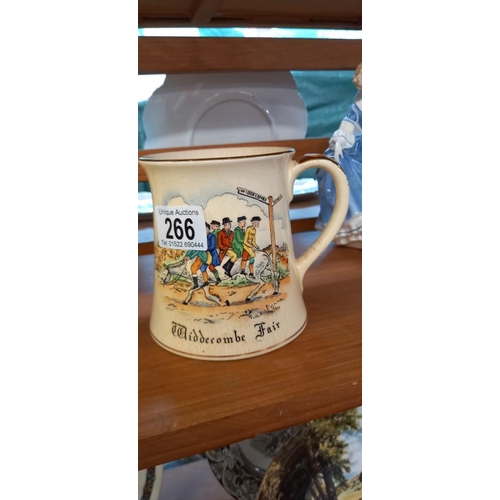 Unique Auctions
266
Tel: 01522 690444
Widdecombe Fair